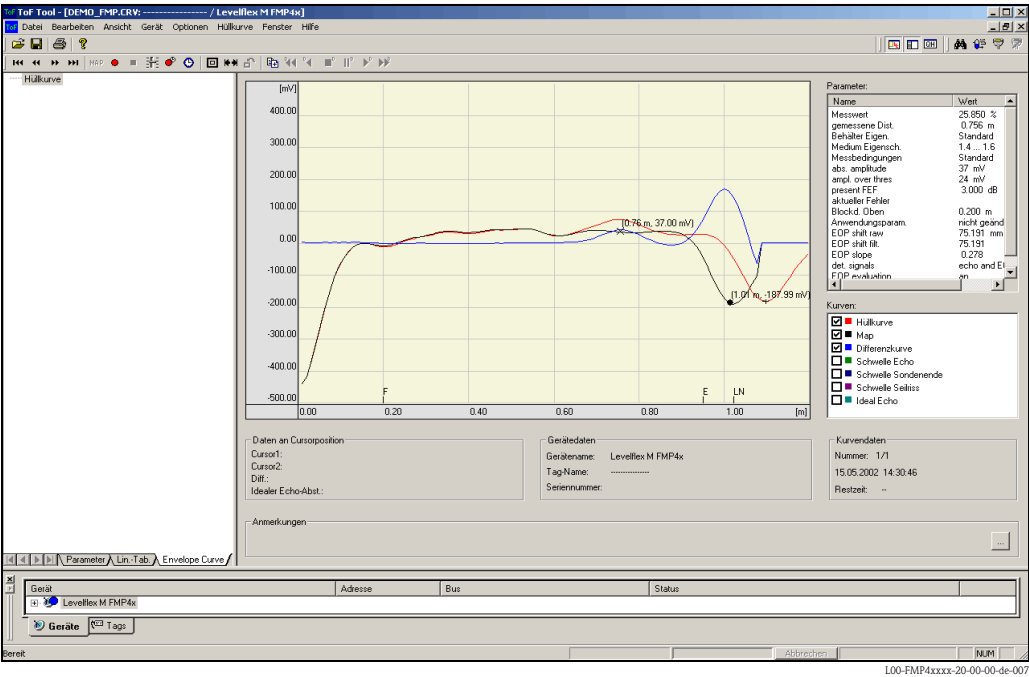 ToF Tool - [DEMO_FMP.CRV: ---------------- / Levelflex M FMP4x]
Datei Bearbeiten Ansicht Gerät Optionen Hüllkurve Fenster Hilfe
MAP
Hüllkurve
[mV]
400.00
300.00
200.00
100.00
0.00
-100.00
-200.00
-300.00
-400.00
-500.00
(0.76 m, 37.00 mV)
(1.01 m, -187.99 mV)
F E LN
0.00 0.20 0.40 0.60 0.80 1.00 [m]
Parameter:
Name Wert
Messwert 25.850 %
gemessene Dist. 0.756 m
Behälter Eigen. Standard
Medium Eigensch. 1.4 ... 1.6
Messbedingungen Standard
abs. amplitude 37 mV
ampl. over thres 24 mV
present FEF 3.000 dB
aktueller Fehler
Blockd. Oben 0.200 m
Anwendungsparam. nicht geänd
EOP shift raw 75.191 mm
EOP shift filt. 75.191
EOP slope 0.278
det. signals echo and E
EOP evaluation an
Kurven:
Hüllkurve
Map
Differenzkurve
Schwelle Echo
Schwelle Sondenende
Schwelle Seilriss
Ideal Echo
Daten an Cursorposition
Cursor1:
Cursor2:
Diff.:
Idealer Echo-Abst.:
Gerätedaten
Gerätename: Levelflex M FMP4x
Tag-Name: ----------------
Seriennummer:
Kurvendaten
Nummer: 1/1
15.05.2002 14:30:46
Restzeit: --
Anmerkungen
...
Parameter Lin.-Tab. Envelope Curve
Gerät Adresse Bus Status
Levelflex M FMP4x
Geräte Tags
Bereit Abbrechen NUM
L00-FMP4xxxx-20-00-00-de-007